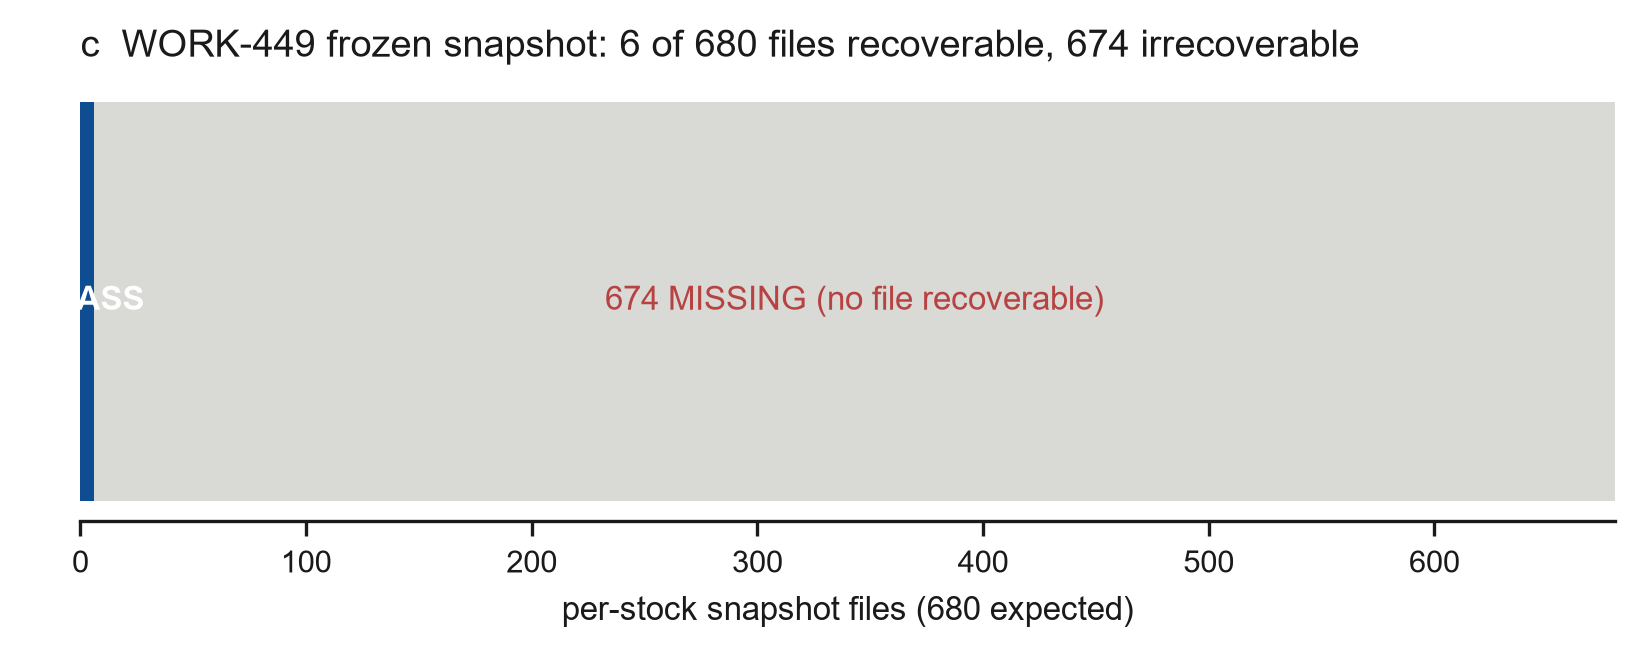 c WORK-449 frozen snapshot: 6 of 680 files recoverable, 674 irrecoverable
ASS
674 MISSING (no file recoverable)
0 100 200 300 400 500 600
per-stock snapshot files (680 expected)